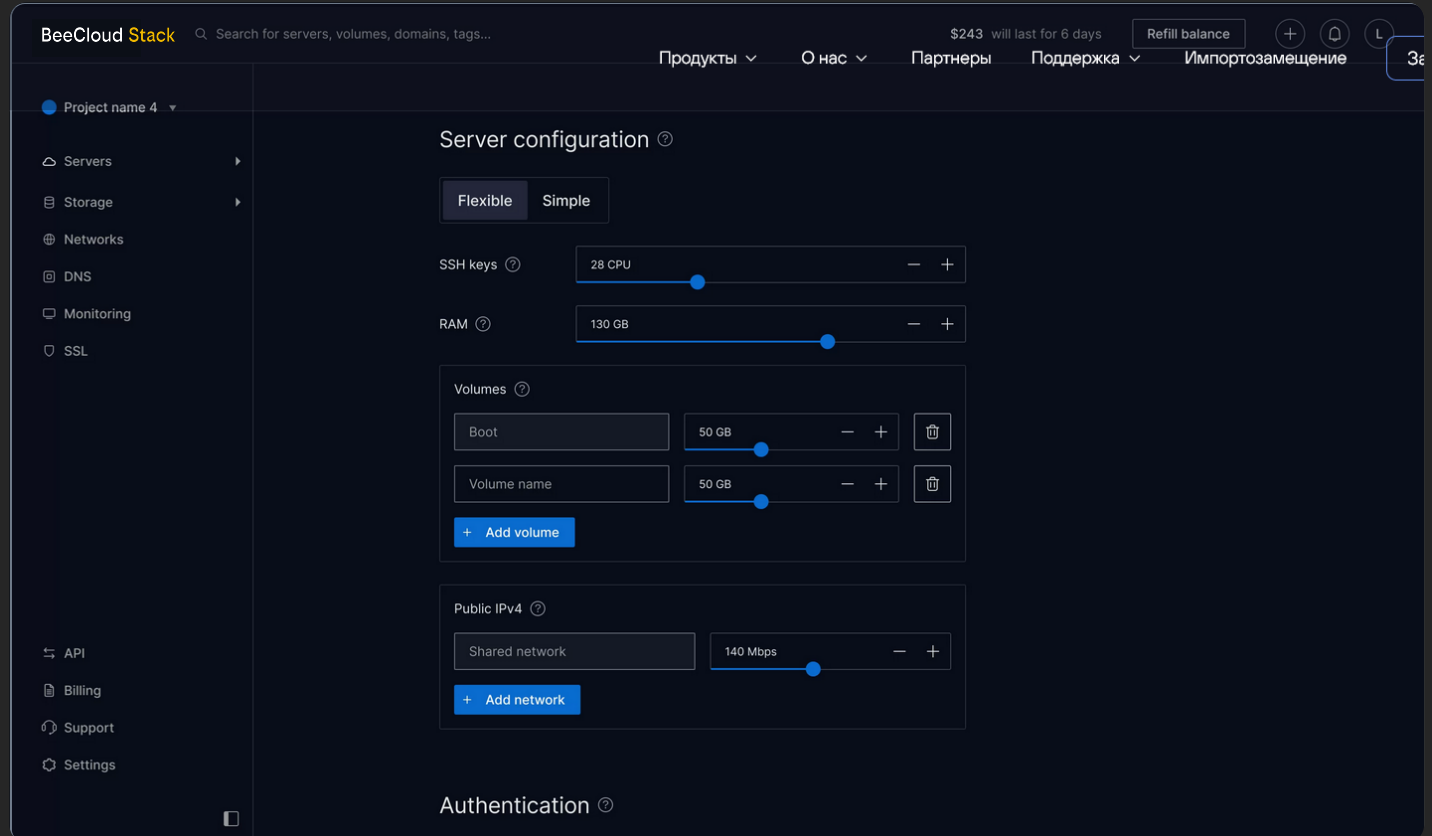 BeeCloud Stack
Search for servers, volumes, domains, tags...
$243 will last for 6 days
Refill balance
L
Продукты
О нас
Партнеры
Поддержка
Импортозамещение
За
Project name 4
Servers
Storage
Networks
DNS
Monitoring
SSL
API
Billing
Support
Settings
Server configuration ?
Flexible
Simple
SSH keys ?
28 CPU
RAM ?
130 GB
Volumes ?
Boot
50 GB
Volume name
50 GB
+ Add volume
Public IPv4 ?
Shared network
140 Mbps
+ Add network
Authentication ?